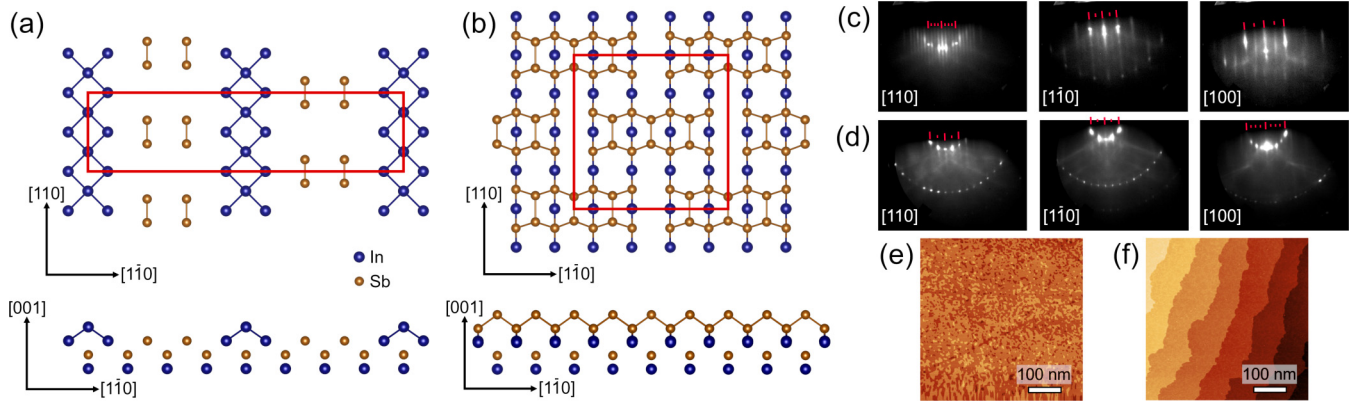 (a)
[110]
[11̄0]
In
Sb
[001]
[11̄0]
(b)
[110]
[11̄0]
[001]
[11̄0]
(c)
[110]
[11̄0]
[100]
(d)
[110]
[11̄0]
[100]
(e)
100 nm
(f)
100 nm